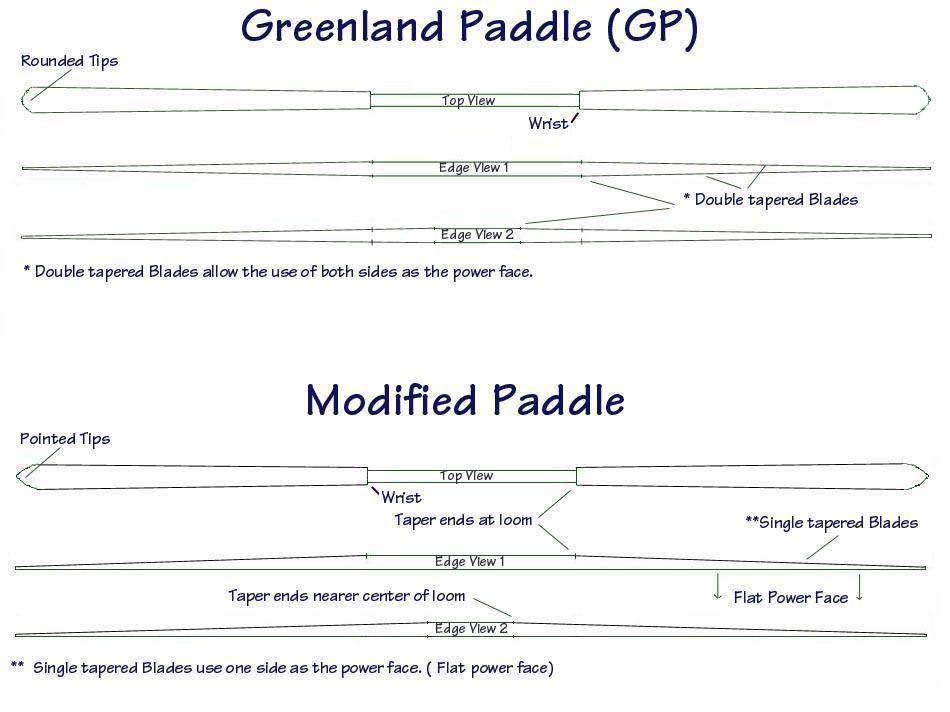 Greenland Paddle (GP)
Rounded Tips
Top View
Wrist
Edge View 1
* Double tapered Blades
Edge View 2
* Double tapered Blades allow the use of both sides as the power face.
Modified Paddle
Pointed Tips
Top View
Wrist
Taper ends at loom
**Single tapered Blades
Edge View 1
Taper ends nearer center of loom
Flat Power Face
Edge View 2
** Single tapered Blades use one side as the power face. ( Flat power face)